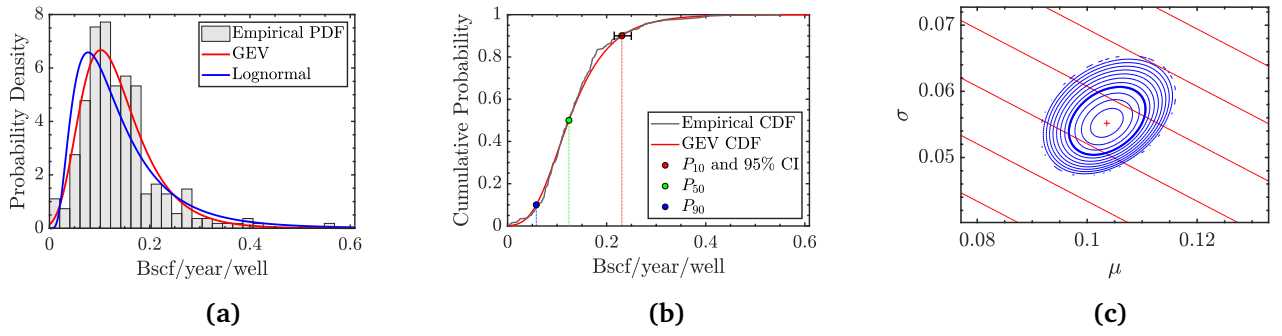 Probability Density
8
6
4
2
0
0
0.2
0.4
0.6
Bscf/year/well
Empirical PDF
GEV
Lognormal
(a)
Cumulative Probability
1
0.8
0.6
0.4
0.2
0
0
0.2
0.4
0.6
Bscf/year/well
Empirical CDF
GEV CDF
P10 and 95% CI
P50
P90
(b)
σ
0.07
0.06
0.05
0.08
0.1
0.12
μ
(c)